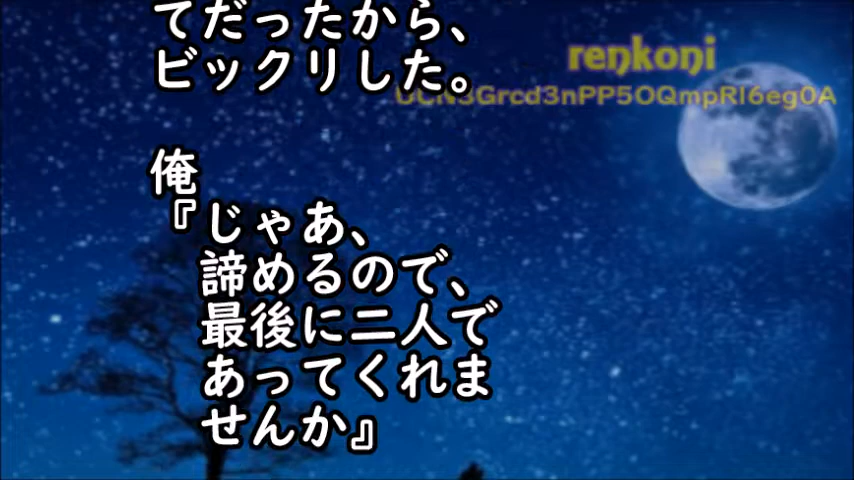 てだったから、
ビックリした。
renkoni
UCN3Grcd3nPP5OQmpRI6eg0A
俺
『じゃあ、
諦めるので、
最後に二人で
あってくれま
せんか』